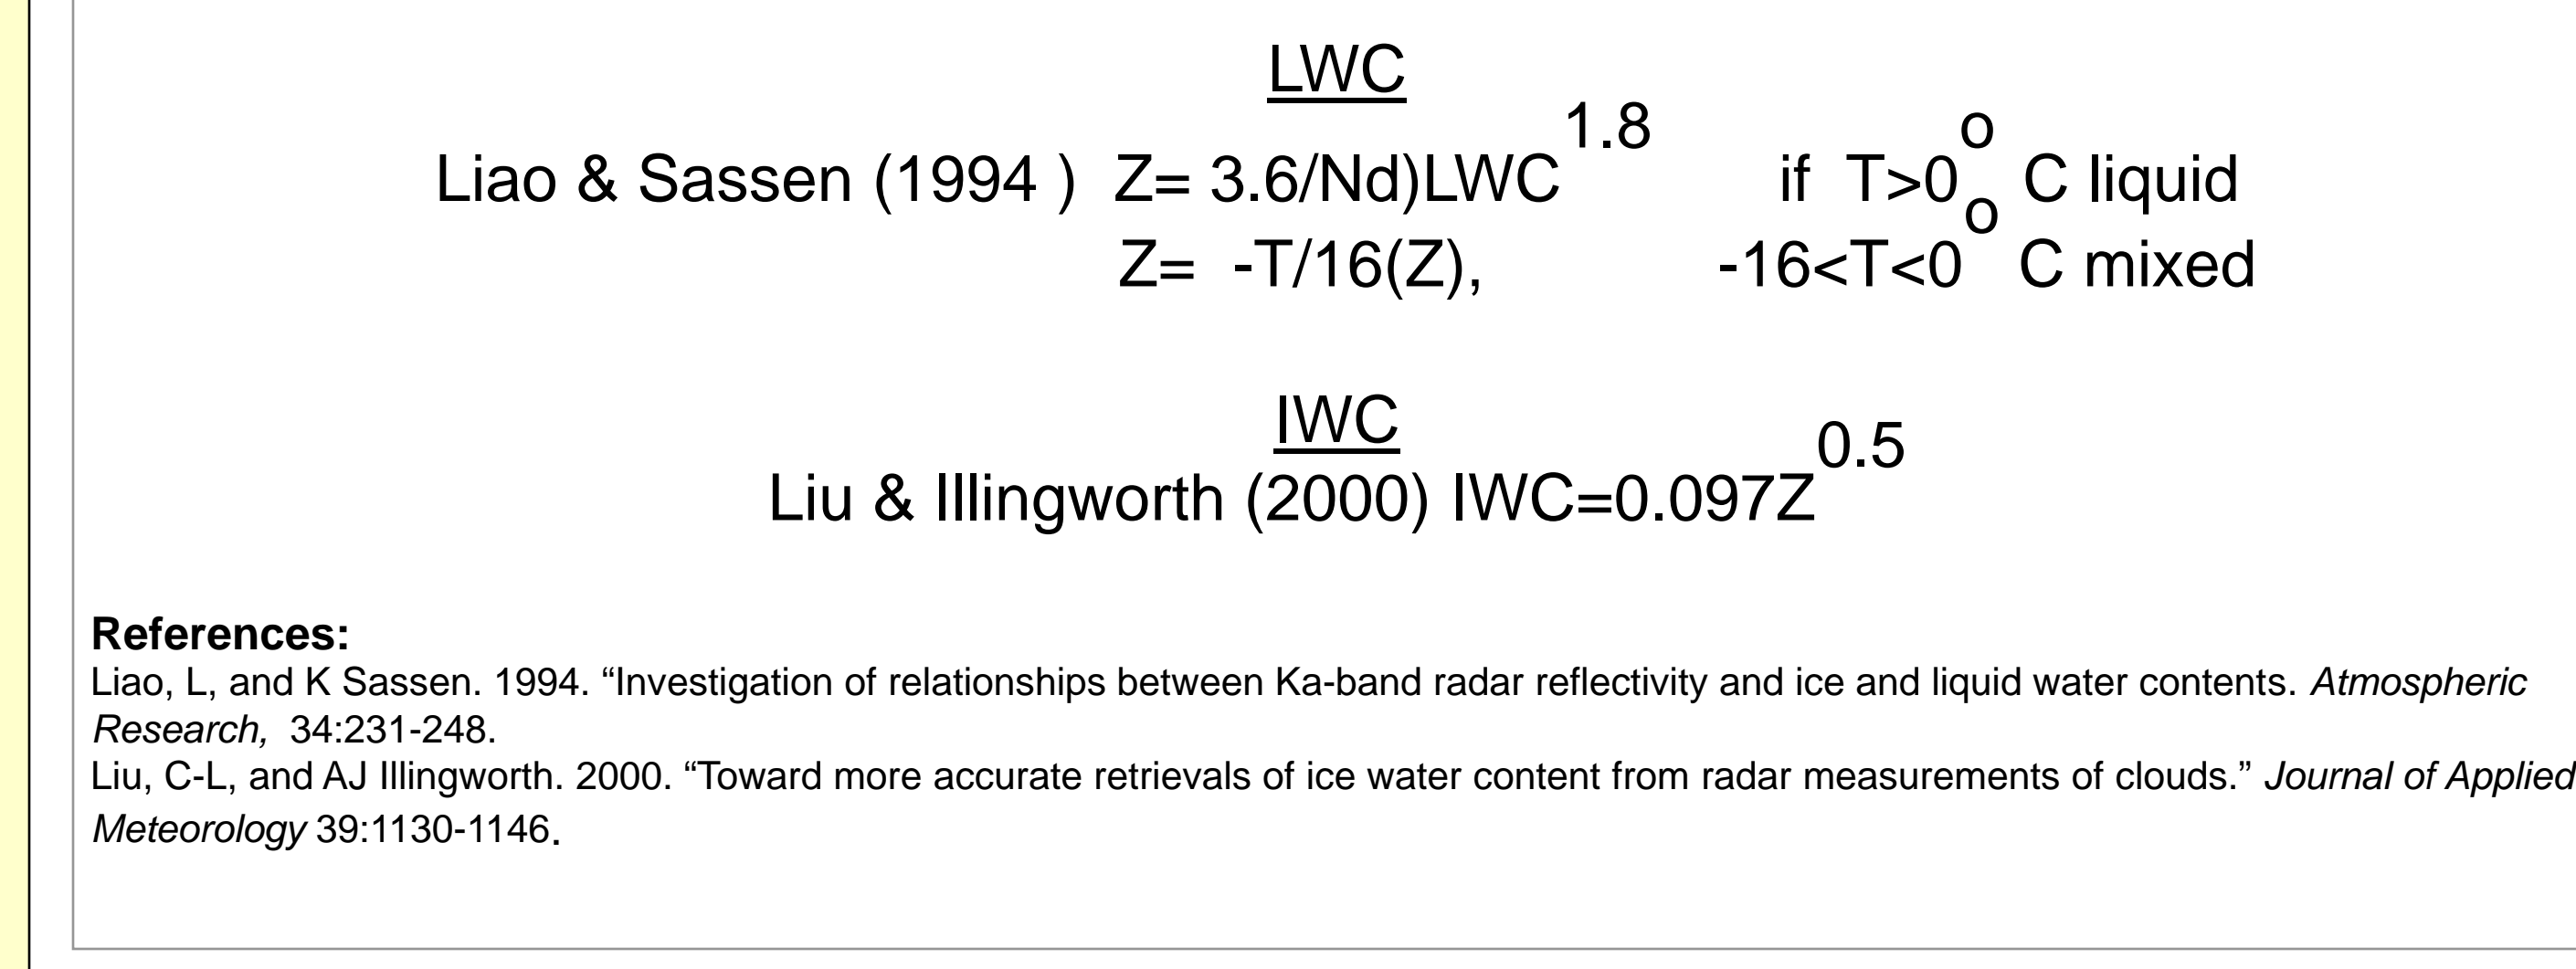 LWC
Liao & Sassen (1994 ) Z= 3.6/Nd)LWC^1.8 if T>0^o C liquid
Z= -T/16(Z), -16<T<0^o C mixed
IWC
Liu & Illingworth (2000) IWC=0.097Z^0.5
References:
Liao, L, and K Sassen. 1994. “Investigation of relationships between Ka-band radar reflectivity and ice and liquid water contents. Atmospheric
Research, 34:231-248.
Liu, C-L, and AJ Illingworth. 2000. “Toward more accurate retrievals of ice water content from radar measurements of clouds.” Journal of Applied
Meteorology 39:1130-1146.